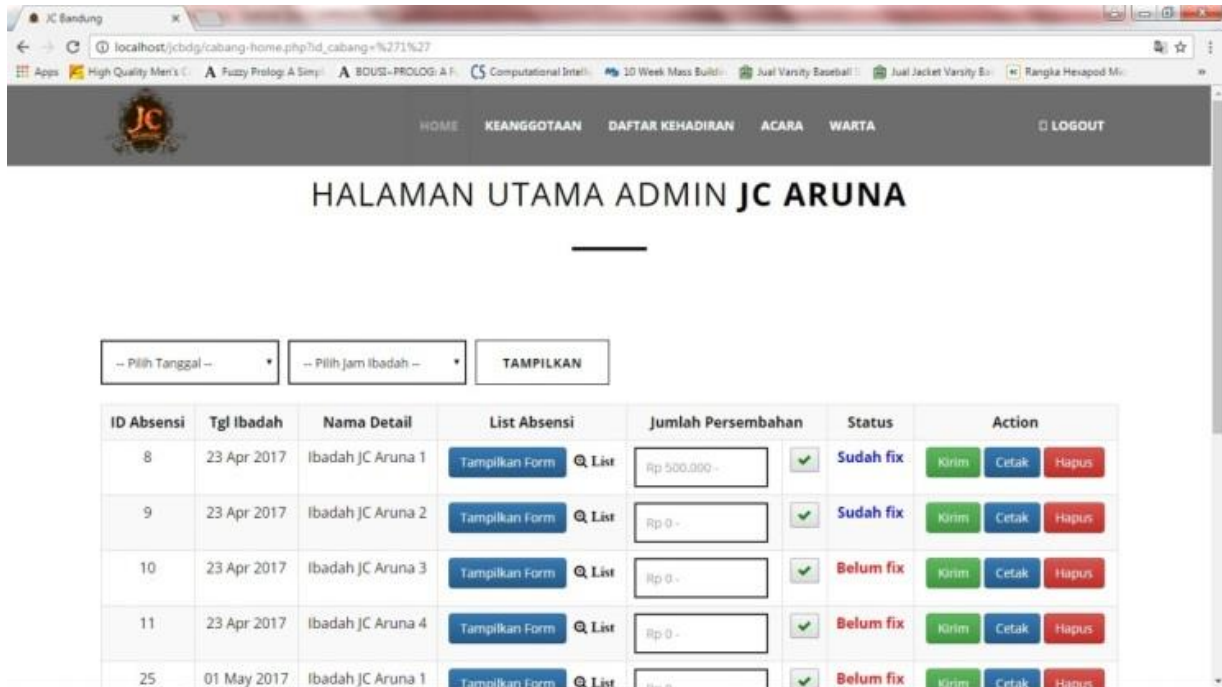 JC Bandung
localhost/jcbdg/cabang-home.php?id_cabang=%271%27
Apps High Quality Men's A Fuzzy Prolog: A Simp BOUSI~PROLOG: A F Computational Intelli 10 Week Mass Buildi Jual Varsity Baseball Jual Jacket Varsity Ba Rangka Hexapod Mic
JC
HOME KEANGGOTAAN DAFTAR KEHADIRAN ACARA WARTA LOGOUT
HALAMAN UTAMA ADMIN JC ARUNA
-- Pilih Tanggal -- -- Pilih Jam Ibadah -- TAMPILKAN
ID Absensi Tgl Ibadah Nama Detail List Absensi Jumlah Persembahan Status Action
8 23 Apr 2017 Ibadah JC Aruna 1 Tampilkan Form List Rp 500.000 - Sudah fix Kirim Cetak Hapus
9 23 Apr 2017 Ibadah JC Aruna 2 Tampilkan Form List Rp 0 - Sudah fix Kirim Cetak Hapus
10 23 Apr 2017 Ibadah JC Aruna 3 Tampilkan Form List Rp 0 - Belum fix Kirim Cetak Hapus
11 23 Apr 2017 Ibadah JC Aruna 4 Tampilkan Form List Rp 0 - Belum fix Kirim Cetak Hapus
25 01 May 2017 Ibadah JC Aruna 1 Tampilkan Form List Belum fix Kirim Cetak Hapus